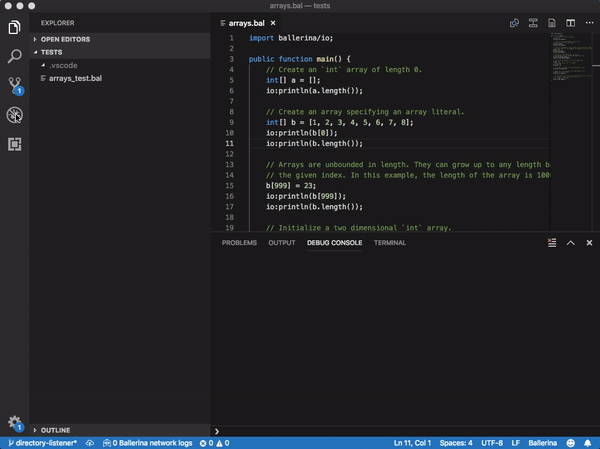 arrays.bal — tests
EXPLORER
OPEN EDITORS
TESTS
.vscode
arrays_test.bal
OUTLINE
1
1
arrays.bal
1 import ballerina/io;
2
3 public function main() {
4 // Create an `int` array of length 0.
5 int[] a = [];
6 io:println(a.length());
7
8 // Create an array specifying an array literal.
9 int[] b = [1, 2, 3, 4, 5, 6, 7, 8];
10 io:println(b[0]);
11 io:println(b.length());
12
13 // Arrays are unbounded in length. They can grow up to any length b
14 // the given index. In this example, the length of the array is 100
15 b[999] = 23;
16 io:println(b[999]);
17 io:println(b.length());
18
19 // Initialize a two dimensional `int` array.
PROBLEMS OUTPUT DEBUG CONSOLE TERMINAL
directory-listener* 0 Ballerina network logs 0 0 Ln 11, Col 1 Spaces: 4 UTF-8 LF Ballerina